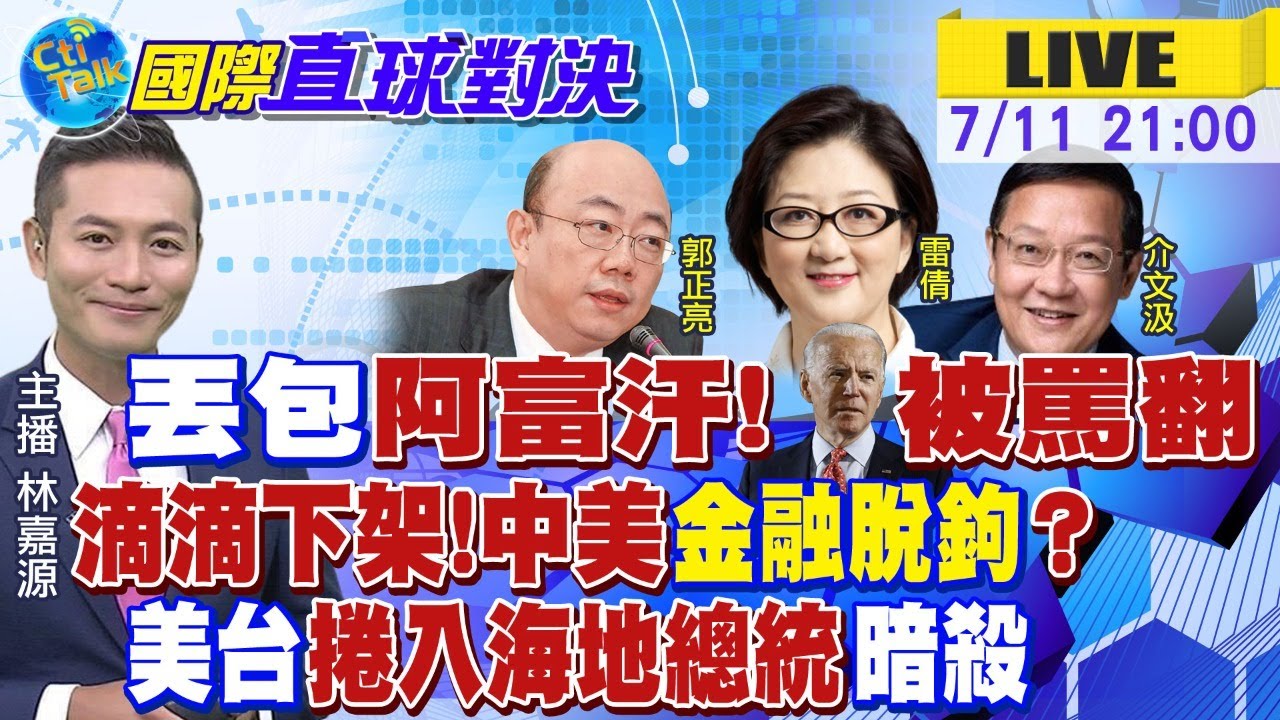 Cti Talk
國際直球對決
LIVE
7/11 21:00
主播 林嘉源
郭正亮
雷倩
介文汲
丟包阿富汗! 被罵翻
滴滴下架!中美金融脫鉤?
美台捲入海地總統暗殺